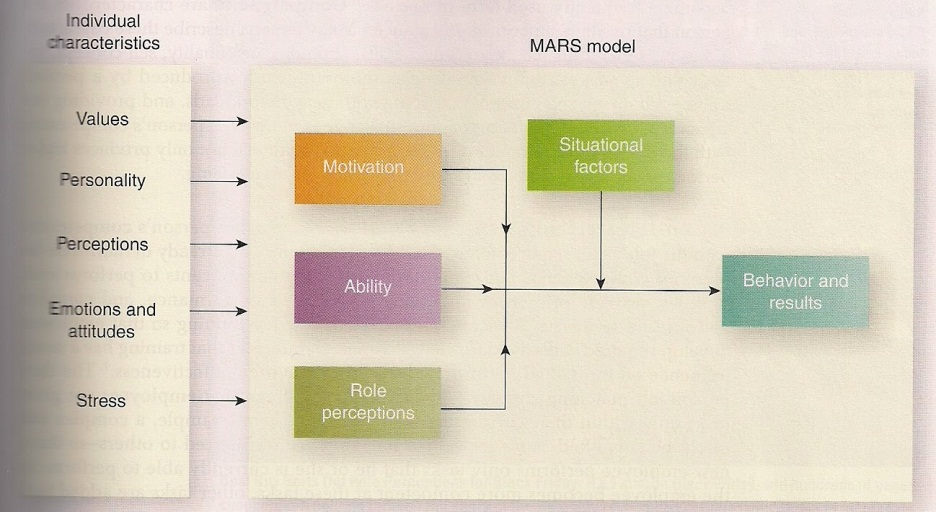 Individual
characteristics
MARS model
Values
Personality
Perceptions
Emotions and
attitudes
Stress
Motivation
Situational
factors
Ability
Behavior and
results
Role
perceptions